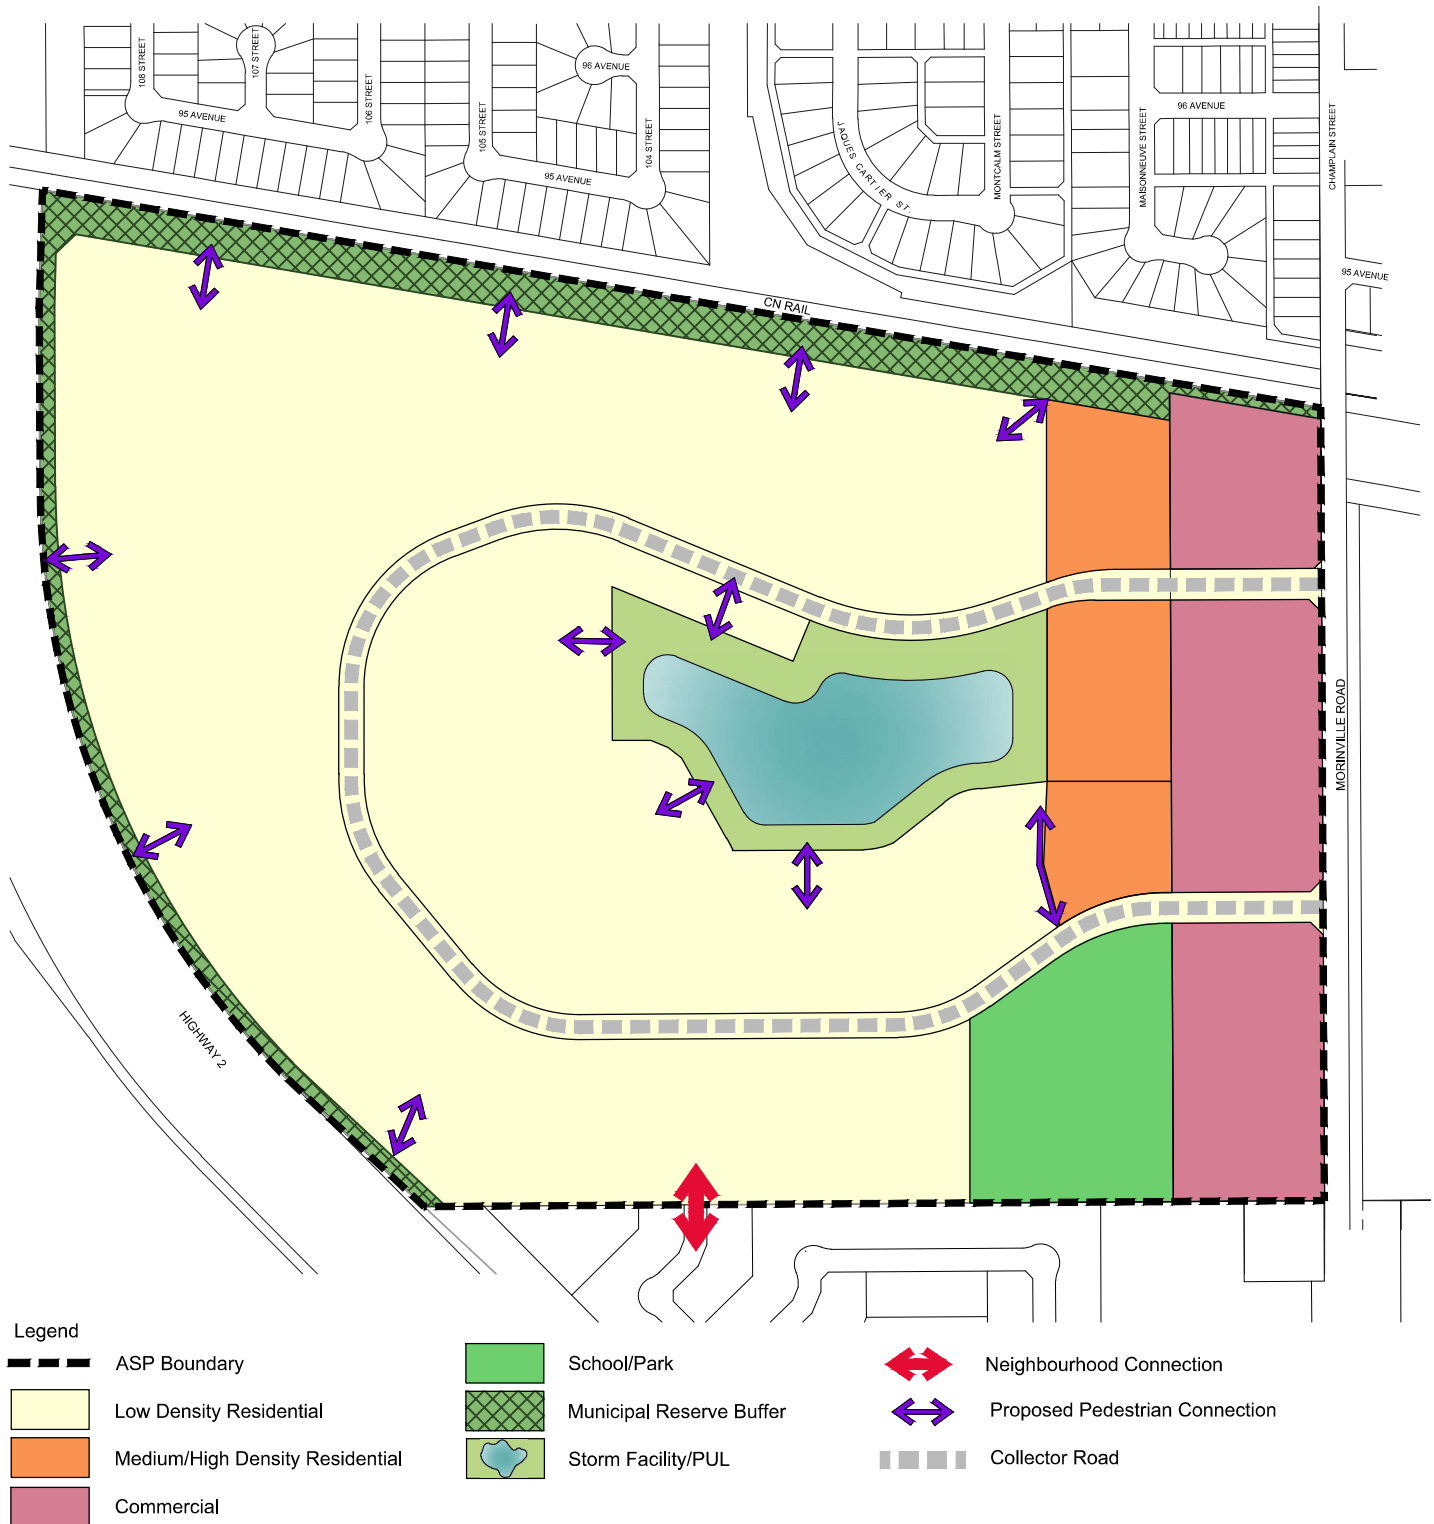 108 STREET
107 STREET
106 STREET
105 STREET
104 STREET
96 AVENUE
95 AVENUE
95 AVENUE
JAQUES CARTIER ST.
MONTCALM STREET
MAISONNEUVE STREET
96 AVENUE
CHAMPLAIN STREET
95 AVENUE
CN RAIL
MORINVILLE ROAD
HIGHWAY 2
Legend
ASP Boundary
Low Density Residential
Medium/High Density Residential
Commercial
School/Park
Municipal Reserve Buffer
Storm Facility/PUL
Neighbourhood Connection
Proposed Pedestrian Connection
Collector Road